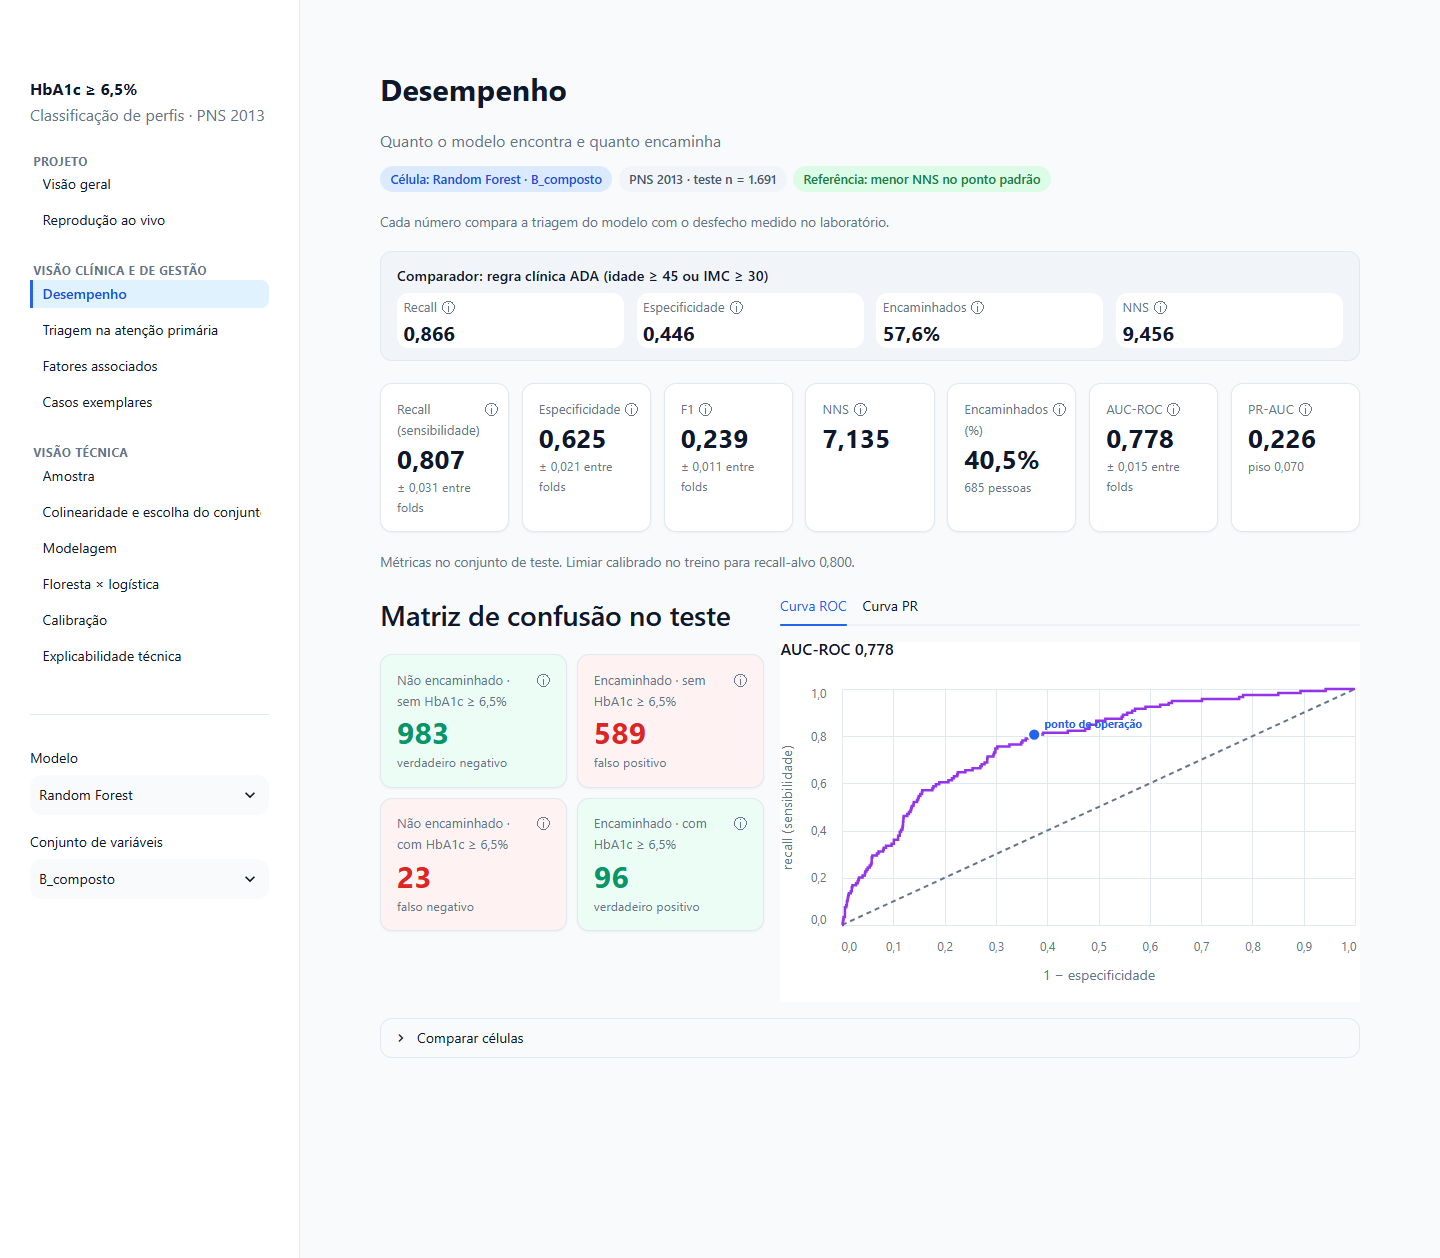 HbA1c ≥ 6,5%
Classificação de perfis · PNS 2013
PROJETO
Visão geral
Reprodução ao vivo
VISÃO CLÍNICA E DE GESTÃO
Desempenho
Triagem na atenção primária
Fatores associados
Casos exemplares
VISÃO TÉCNICA
Amostra
Colinearidade e escolha do conjunt
Modelagem
Floresta × logística
Calibração
Explicabilidade técnica
Modelo
Random Forest
Conjunto de variáveis
B_composto
Desempenho
Quanto o modelo encontra e quanto encaminha
Célula: Random Forest · B_composto
PNS 2013 · teste n = 1.691
Referência: menor NNS no ponto padrão
Cada número compara a triagem do modelo com o desfecho medido no laboratório.
Comparador: regra clínica ADA (idade ≥ 45 ou IMC ≥ 30)
Recall
0,866
Especificidade
0,446
Encaminhados
57,6%
NNS
9,456
Recall
(sensibilidade)
0,807
± 0,031 entre
folds
Especificidade
0,625
± 0,021 entre
folds
F1
0,239
± 0,011 entre
folds
NNS
7,135
Encaminhados
(%)
40,5%
685 pessoas
AUC-ROC
0,778
± 0,015 entre
folds
PR-AUC
0,226
piso 0,070
Métricas no conjunto de teste. Limiar calibrado no treino para recall-alvo 0,800.
Matriz de confusão no teste
Não encaminhado ·
sem HbA1c ≥ 6,5%
983
verdadeiro negativo
Encaminhado · sem
HbA1c ≥ 6,5%
589
falso positivo
Não encaminhado ·
com HbA1c ≥ 6,5%
23
falso negativo
Encaminhado · com
HbA1c ≥ 6,5%
96
verdadeiro positivo
Curva ROC
Curva PR
AUC-ROC 0,778
recall (sensibilidade)
1,0
0,8
0,6
0,4
0,2
0,0
ponto de operação
0,0 0,1 0,2 0,3 0,4 0,5 0,6 0,7 0,8 0,9 1,0
1 − especificidade
Comparar células